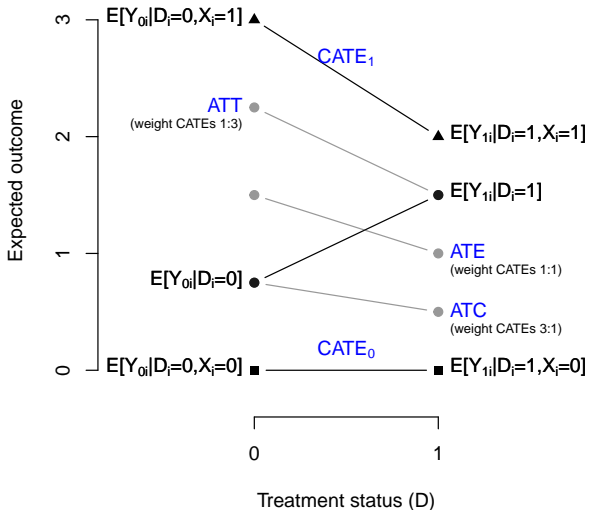 3
E[Y₀ᵢ|Dᵢ=0,Xᵢ=1]
CATE₁
ATT
(weight CATEs 1:3)
2
E[Y₁ᵢ|Dᵢ=1,Xᵢ=1]
E[Y₁ᵢ|Dᵢ=1]
Expected outcome
1
ATE
(weight CATEs 1:1)
E[Y₀ᵢ|Dᵢ=0]
ATC
(weight CATEs 3:1)
CATE₀
0
E[Y₀ᵢ|Dᵢ=0,Xᵢ=0]
E[Y₁ᵢ|Dᵢ=1,Xᵢ=0]
0 1
Treatment status (D)